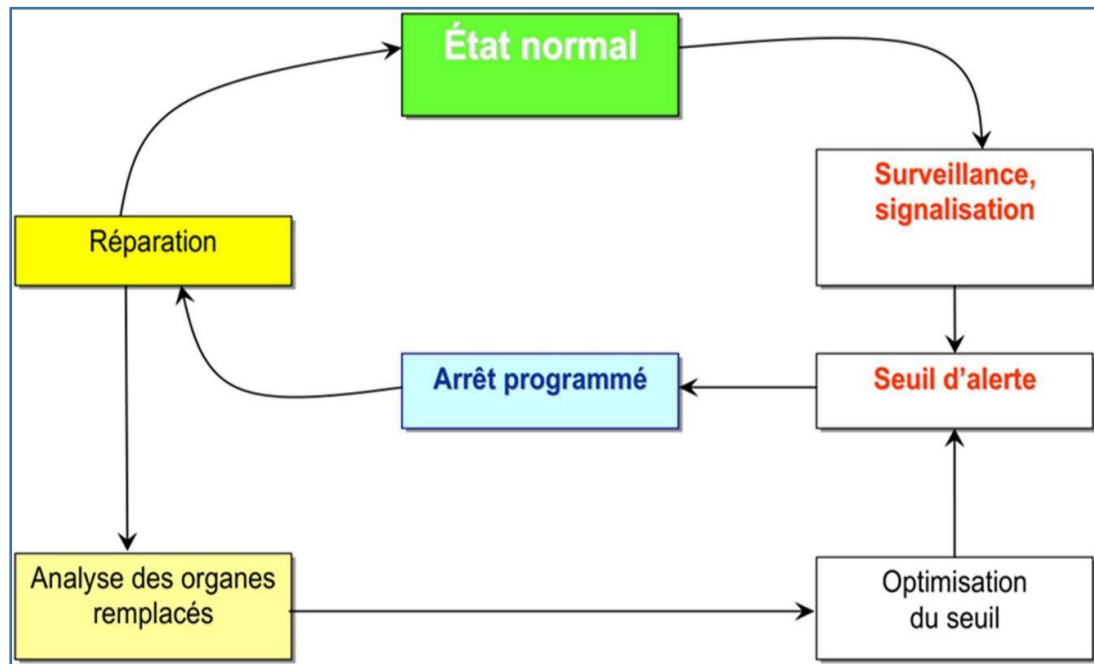 État normal
Surveillance,
signalisation
Réparation
Arrêt programmé
Seuil d'alerte
Analyse des organes
remplacés
Optimisation
du seuil